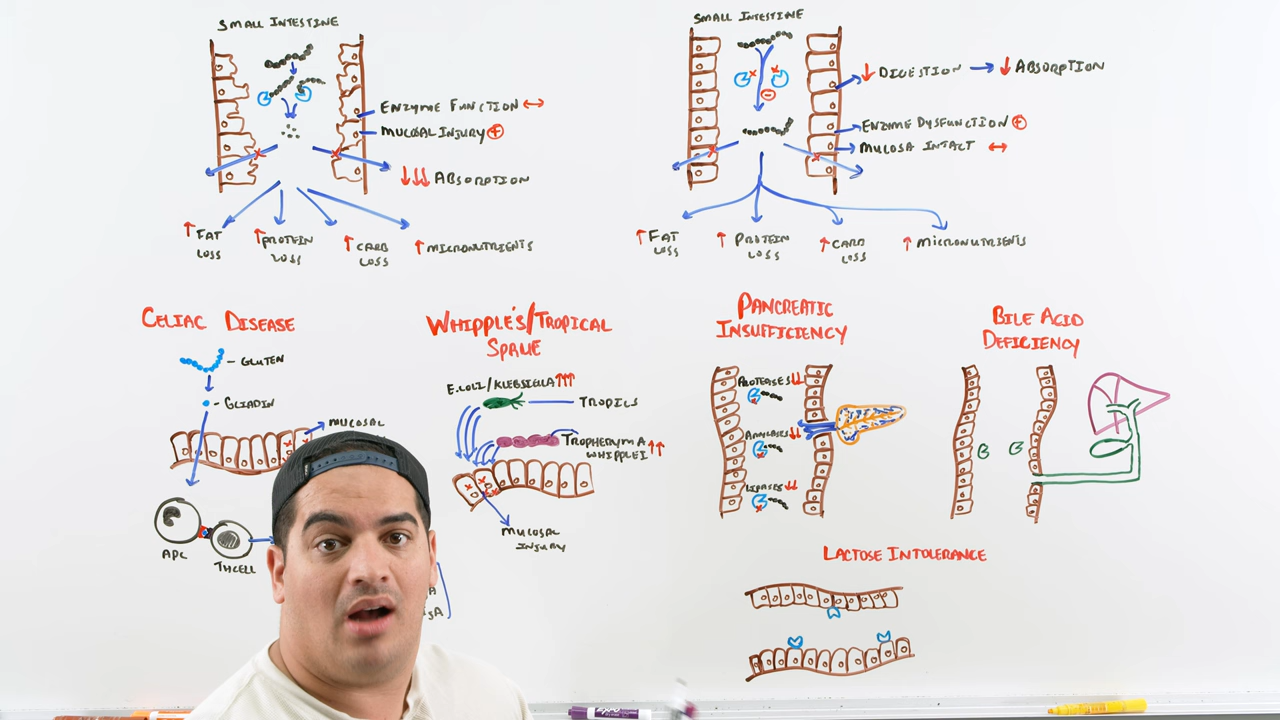 SMALL INTESTINE
ENZYME FUNCTION
MUCOSAL INJURY +
ABSORPTION
FAT
LOSS
PROTEIN
LOSS
CARB
LOSS
MICRONUTRIENTS
SMALL INTESTINE
DIGESTION → ABSORPTION
ENZYME DYSFUNCTION +
MUCOSA INTACT
FAT
LOSS
PROTEIN
LOSS
CARB
LOSS
MICRONUTRIENTS
CELIAC DISEASE
GLUTEN
GLIADIN
MUCOSAL
APC
TH CELL
WHIPPLE'S/TROPICAL
SPRUE
E.COLI/KLEBSIELLA
TROPICS
TROPHERYMA
WHIPPLEI
MUCOSAL
INJURY
PANCREATIC
INSUFFICIENCY
PROTEASES
AMYLASES
LIPASES
BILE ACID
DEFICIENCY
LACTOSE INTOLERANCE
EXPO